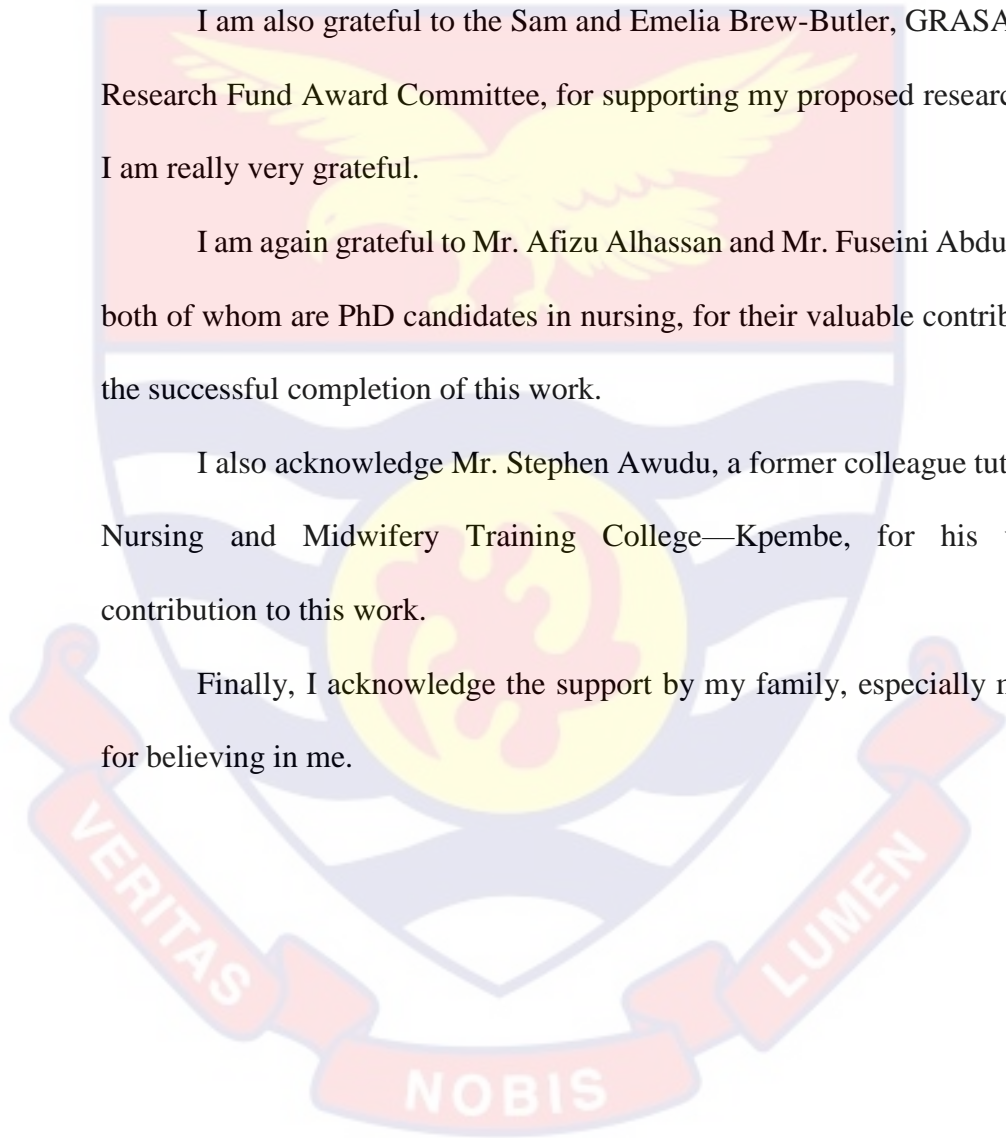 I am also grateful to the Sam and Emelia Brew-Butler, GRASA
Research Fund Award Committee, for supporting my proposed researc
I am really very grateful.
I am again grateful to Mr. Afizu Alhassan and Mr. Fuseini Abdu
both of whom are PhD candidates in nursing, for their valuable contrib
the successful completion of this work.
I also acknowledge Mr. Stephen Awudu, a former colleague tut
Nursing and Midwifery Training College—Kpembe, for his
contribution to this work.
Finally, I acknowledge the support by my family, especially
for believing in me.
VERITAS
NOBIS
LUMEN